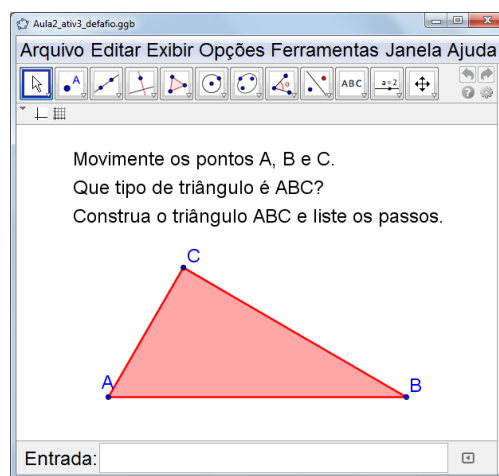 Aula2_ativ3_defafio.ggb
Arquivo Editar Exibir Opções Ferramentas Janela Ajuda
A
α
ABC
a=2
Movimente os pontos A, B e C.
Que tipo de triângulo é ABC?
Construa o triângulo ABC e liste os passos.
C
A
B
Entrada: